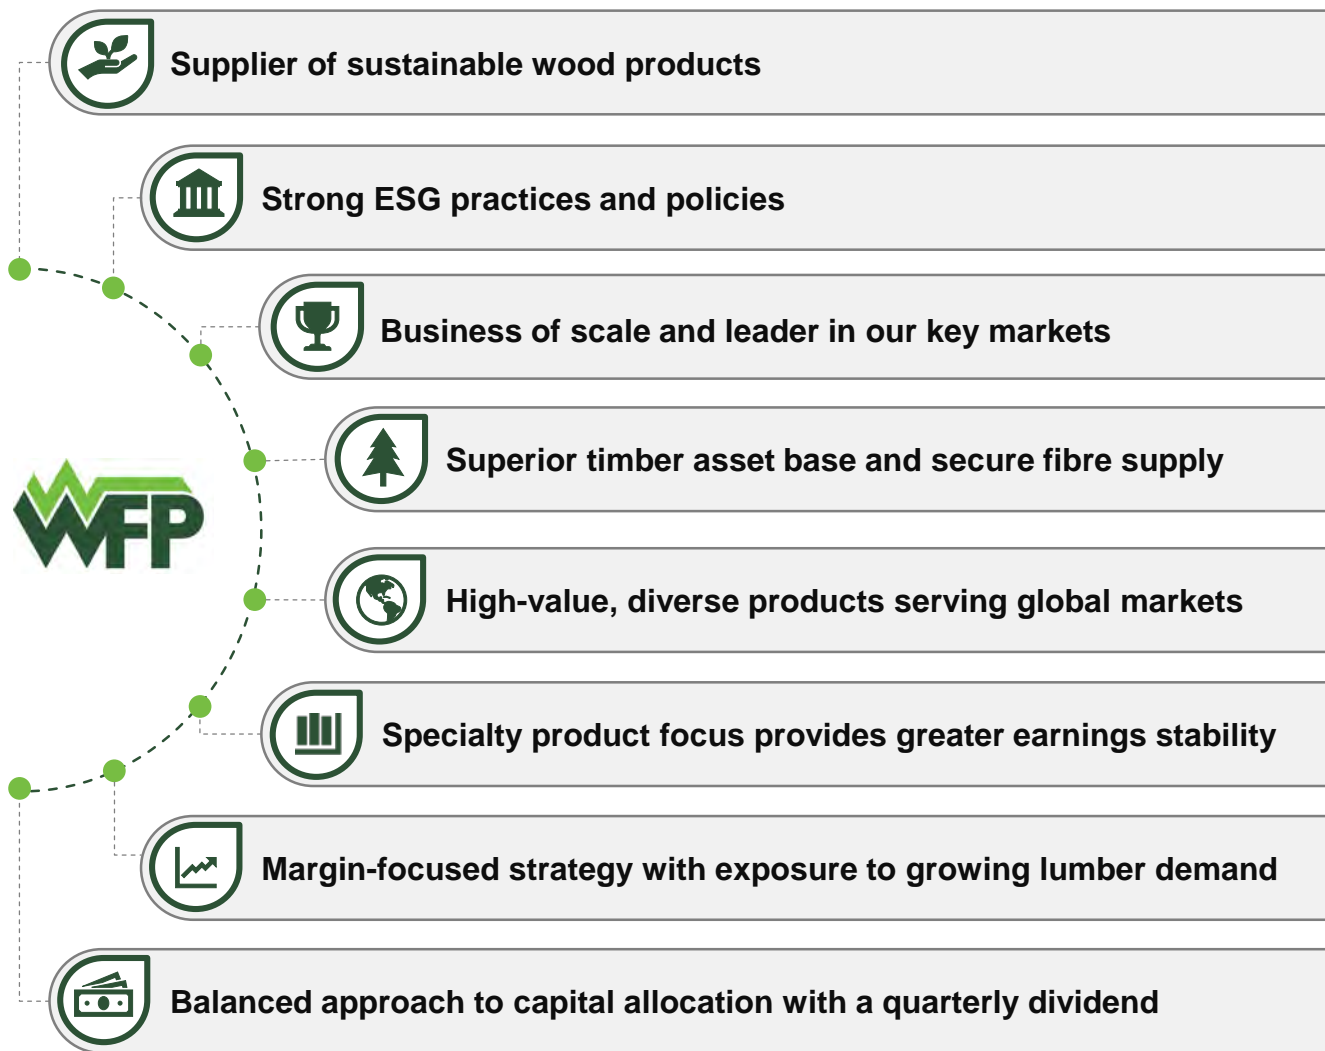 Supplier of sustainable wood products
Strong ESG practices and policies
Business of scale and leader in our key markets
Superior timber asset base and secure fibre supply
WFP
High-value, diverse products serving global markets
Specialty product focus provides greater earnings stability
Margin-focused strategy with exposure to growing lumber demand
Balanced approach to capital allocation with a quarterly dividend